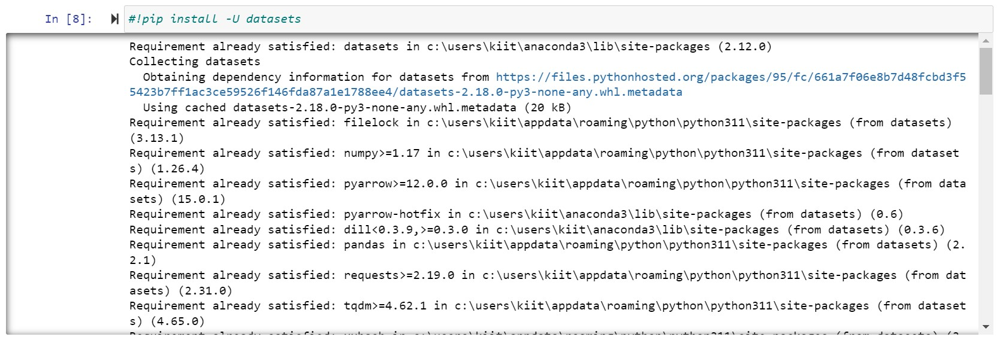 In [8]: #!pip install -U datasets
Requirement already satisfied: datasets in c:\users\kiit\anaconda3\lib\site-packages (2.12.0)
Collecting datasets
  Obtaining dependency information for datasets from https://files.pythonhosted.org/packages/95/fc/661a7f06e8b7d48fcbd3f5
5423b7ff1ac3ce59526f146fda87a1e1788ee4/datasets-2.18.0-py3-none-any.whl.metadata
  Using cached datasets-2.18.0-py3-none-any.whl.metadata (20 kB)
Requirement already satisfied: filelock in c:\users\kiit\appdata\roaming\python\python311\site-packages (from datasets)
(3.13.1)
Requirement already satisfied: numpy>=1.17 in c:\users\kiit\appdata\roaming\python\python311\site-packages (from dataset
s) (1.26.4)
Requirement already satisfied: pyarrow>=12.0.0 in c:\users\kiit\appdata\roaming\python\python311\site-packages (from data
sets) (15.0.1)
Requirement already satisfied: pyarrow-hotfix in c:\users\kiit\anaconda3\lib\site-packages (from datasets) (0.6)
Requirement already satisfied: dill<0.3.9,>=0.3.0 in c:\users\kiit\anaconda3\lib\site-packages (from datasets) (0.3.6)
Requirement already satisfied: pandas in c:\users\kiit\appdata\roaming\python\python311\site-packages (from datasets) (2.
2.1)
Requirement already satisfied: requests>=2.19.0 in c:\users\kiit\appdata\roaming\python\python311\site-packages (from dat
asets) (2.31.0)
Requirement already satisfied: tqdm>=4.62.1 in c:\users\kiit\appdata\roaming\python\python311\site-packages (from dataset
s) (4.65.0)